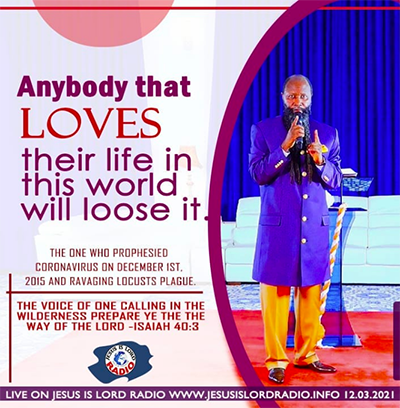 Anybody that
LOVES
their life in
this world
will loose it.
THE ONE WHO PROPHESIED
CORONAVIRUS ON DECEMBER IST,
2015 AND RAVAGING LOCUSTS PLAGUE.
THE VOICE OF ONE CALLING IN THE
WILDERNESS PREPARE YE THE THE
WAY OF THE LORD -ISAIAH 40:3
JESUS IS LORD
RADIO
LIVE ON JESUS IS LORD RADIO WWW.JESUSISLORDRADIO.INFO 12.03.2021